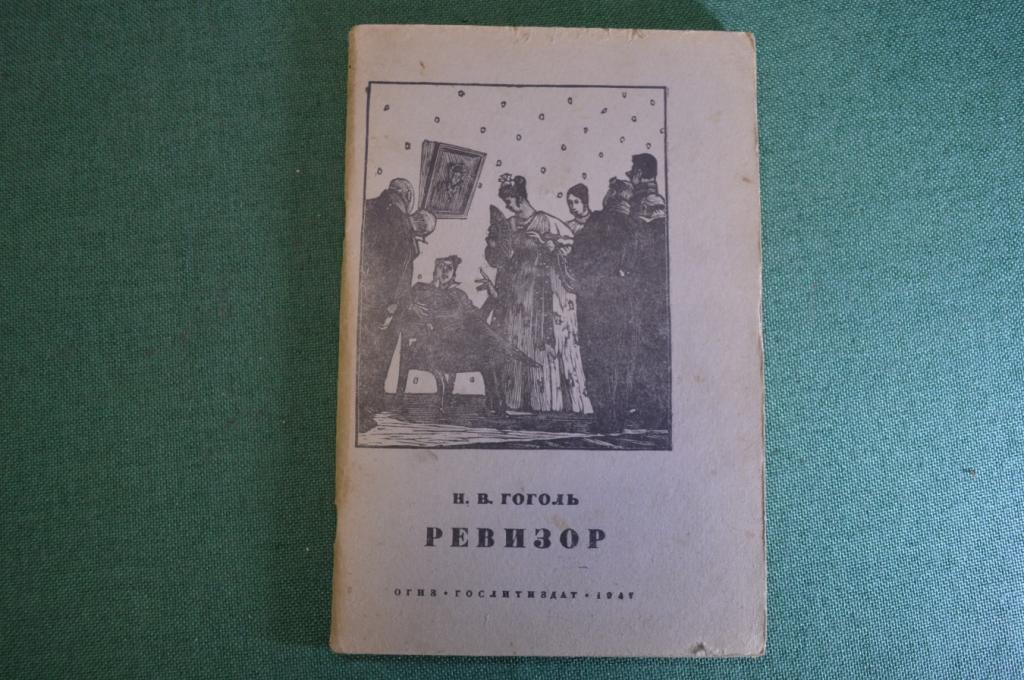 Н. В. ГОГОЛЬ
РЕВИЗОР
ОГИЗ • ГОСЛИТИЗДАТ • 1947